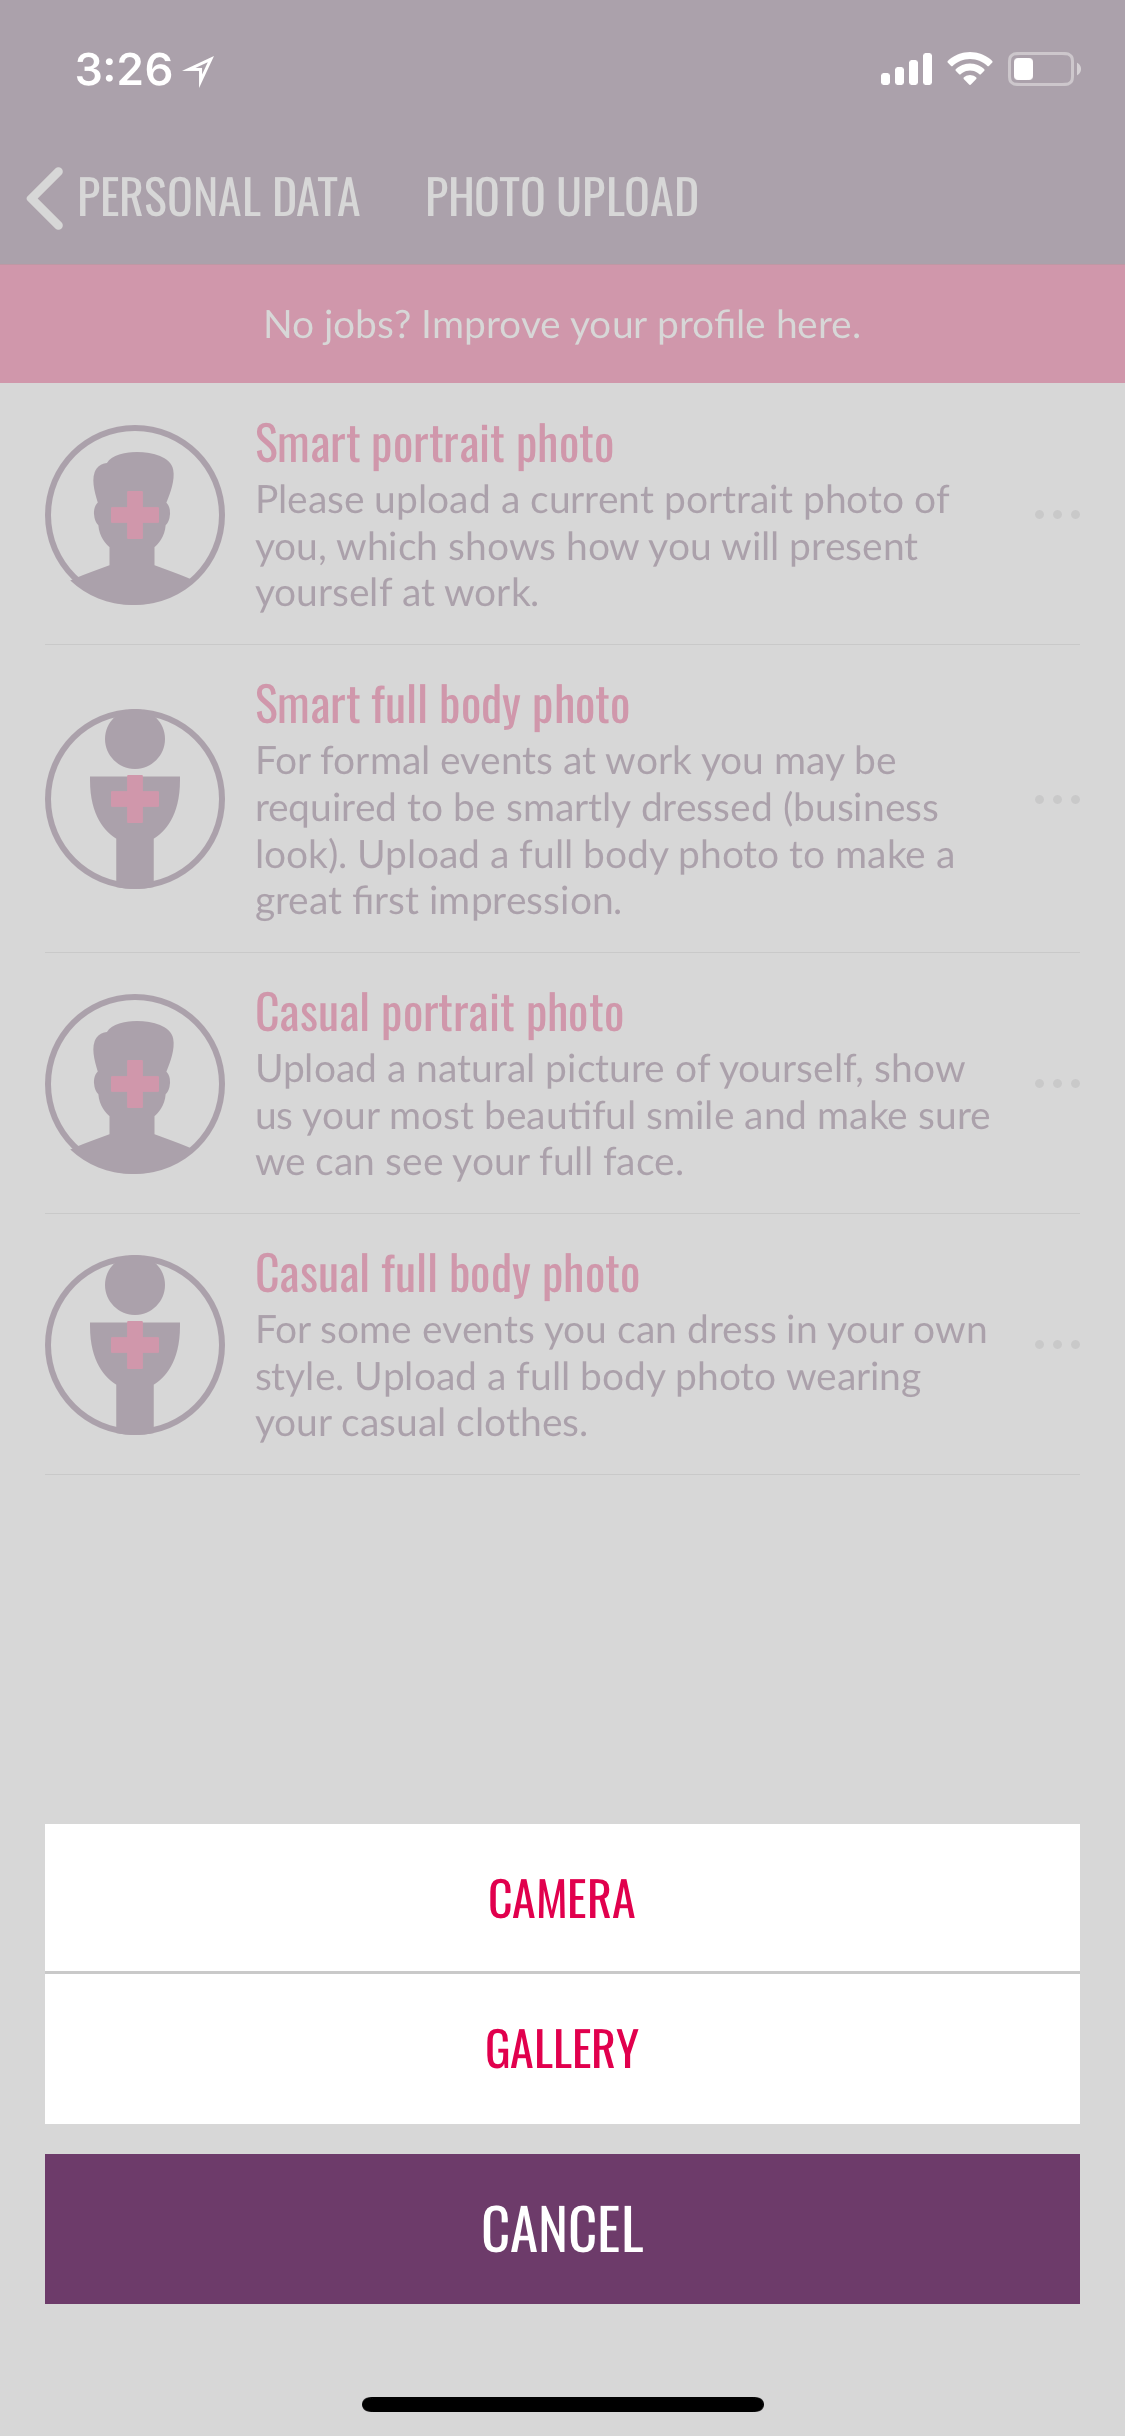 3:26
PERSONAL DATA
PHOTO UPLOAD
No jobs? Improve your profile here.
Smart portrait photo
Please upload a current portrait photo of
you, which shows how you will present
yourself at work.
Smart full body photo
For formal events at work you may be
required to be smartly dressed (business
look). Upload a full body photo to make a
great first impression.
Casual portrait photo
Upload a natural picture of yourself, show
us your most beautiful smile and make sure
we can see your full face.
Casual full body photo
For some events you can dress in your own
style. Upload a full body photo wearing
your casual clothes.
CAMERA
GALLERY
CANCEL